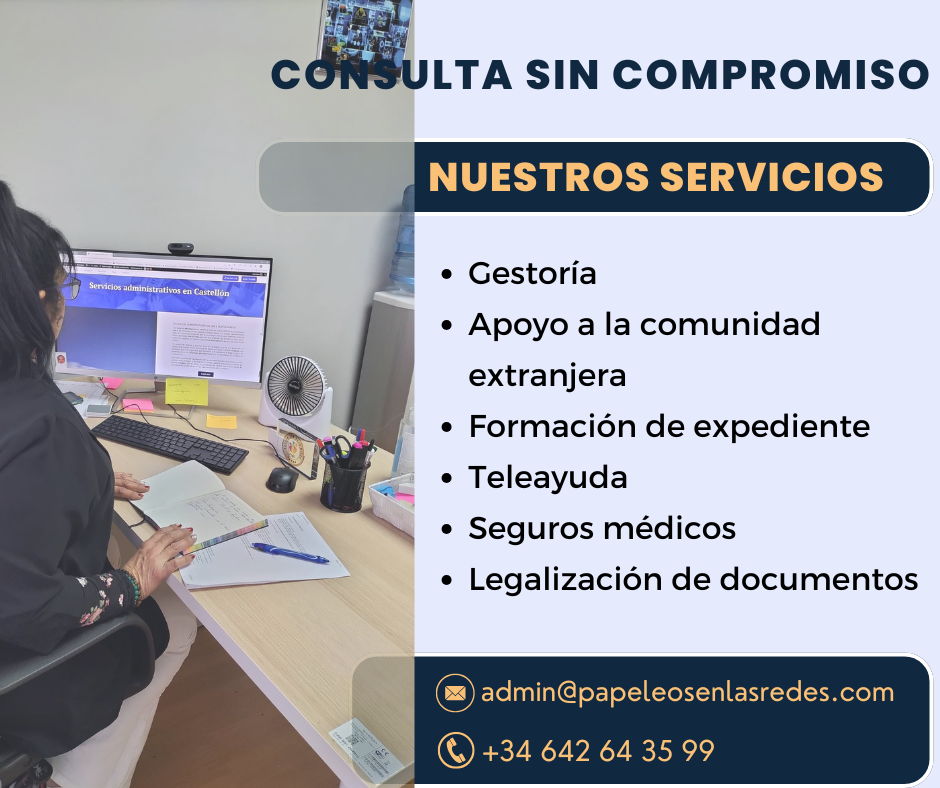 CONSULTA SIN COMPROMISO
NUESTROS SERVICIOS
Servicios administrativos en Castellón
Gestoría
Apoyo a la comunidad
extranjera
Formación de expediente
Teleayuda
Seguros médicos
Legalización de documentos
admin@papeleosenlasredes.com
+34 642 64 35 99